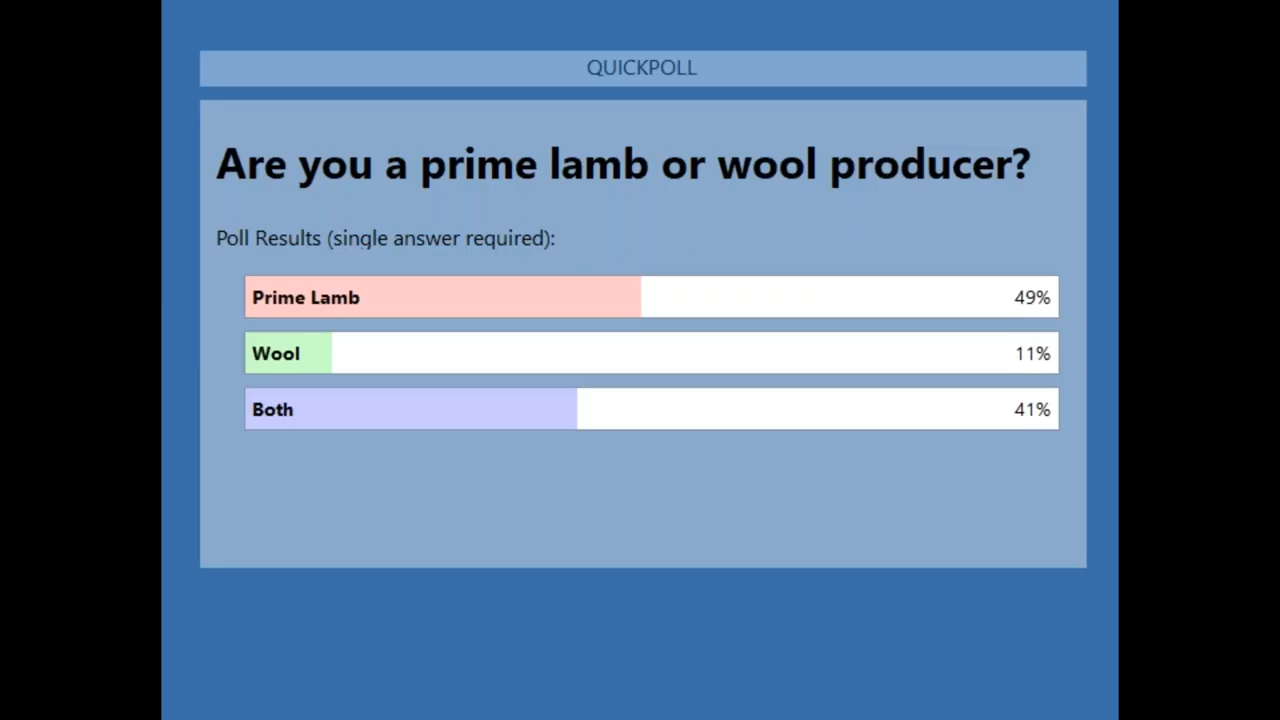 QUICKPOLL
Are you a prime lamb or wool producer?
Poll Results (single answer required):
Prime Lamb 49%
Wool 11%
Both 41%